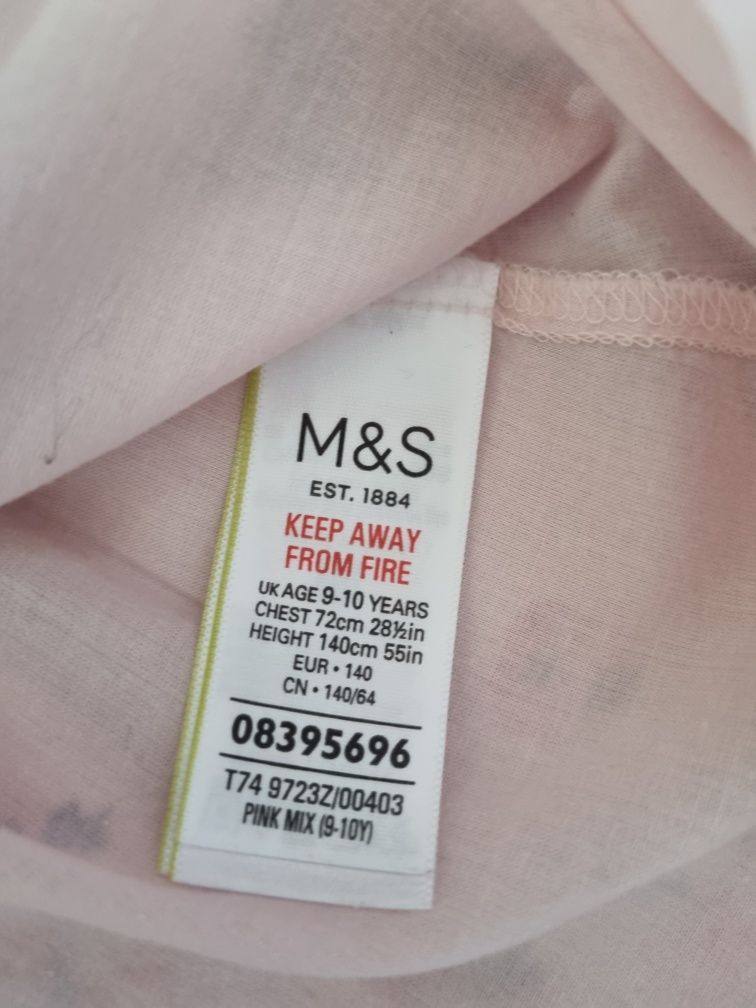 M&S
EST. 1884
KEEP AWAY
FROM FIRE
UK AGE 9-10 YEARS
CHEST 72cm 28½in
HEIGHT 140cm 55in
EUR • 140
CN • 140/64
08395696
T74 9723Z/00403
PINK MIX (9-10Y)